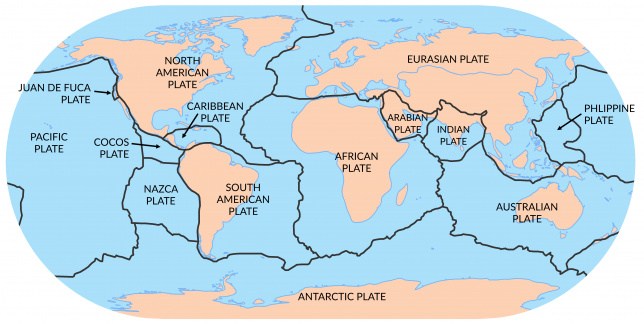 NORTH
AMERICAN
PLATE
EURASIAN PLATE
JUAN DE FUCA
PLATE
CARIBBEAN
PLATE
ARABIAN
PLATE
INDIAN
PLATE
PHLIPPINE
PLATE
PACIFIC
PLATE
COCOS
PLATE
AFRICAN
PLATE
NAZCA
PLATE
SOUTH
AMERICAN
PLATE
AUSTRALIAN
PLATE
ANTARCTIC PLATE